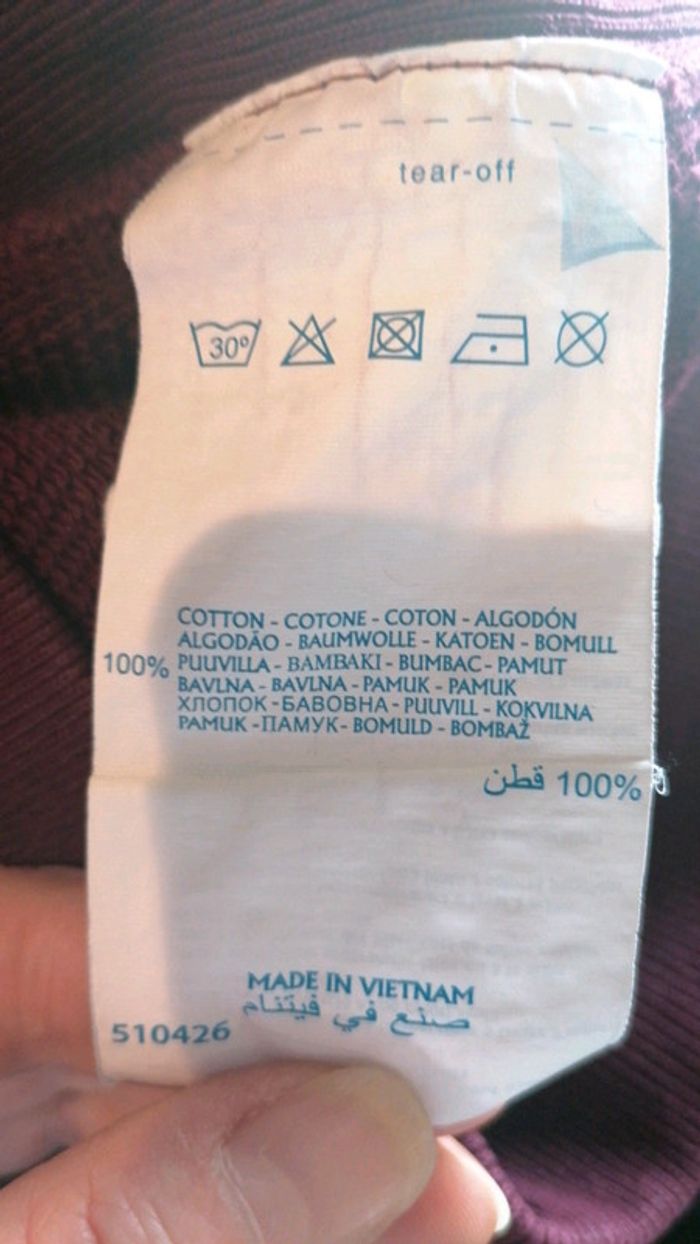 tear-off
30°
COTTON - COTONE - COTON - ALGODÓN
ALGODÃO - BAUMWOLLE - KATOEN - BOMULL
100% PUUVILLA - BAMBAKI - BUMBAC - PAMUT
BAVLNA - BAVLNA - PAMUK - PAMUK
ХЛОПОК - БАВОВНА - PUUVILL - KOKVILNA
PAMUK - ПАМУК - BOMULD - BOMBAŽ
100% قطن
MADE IN VIETNAM
صنع في فيتنام
510426